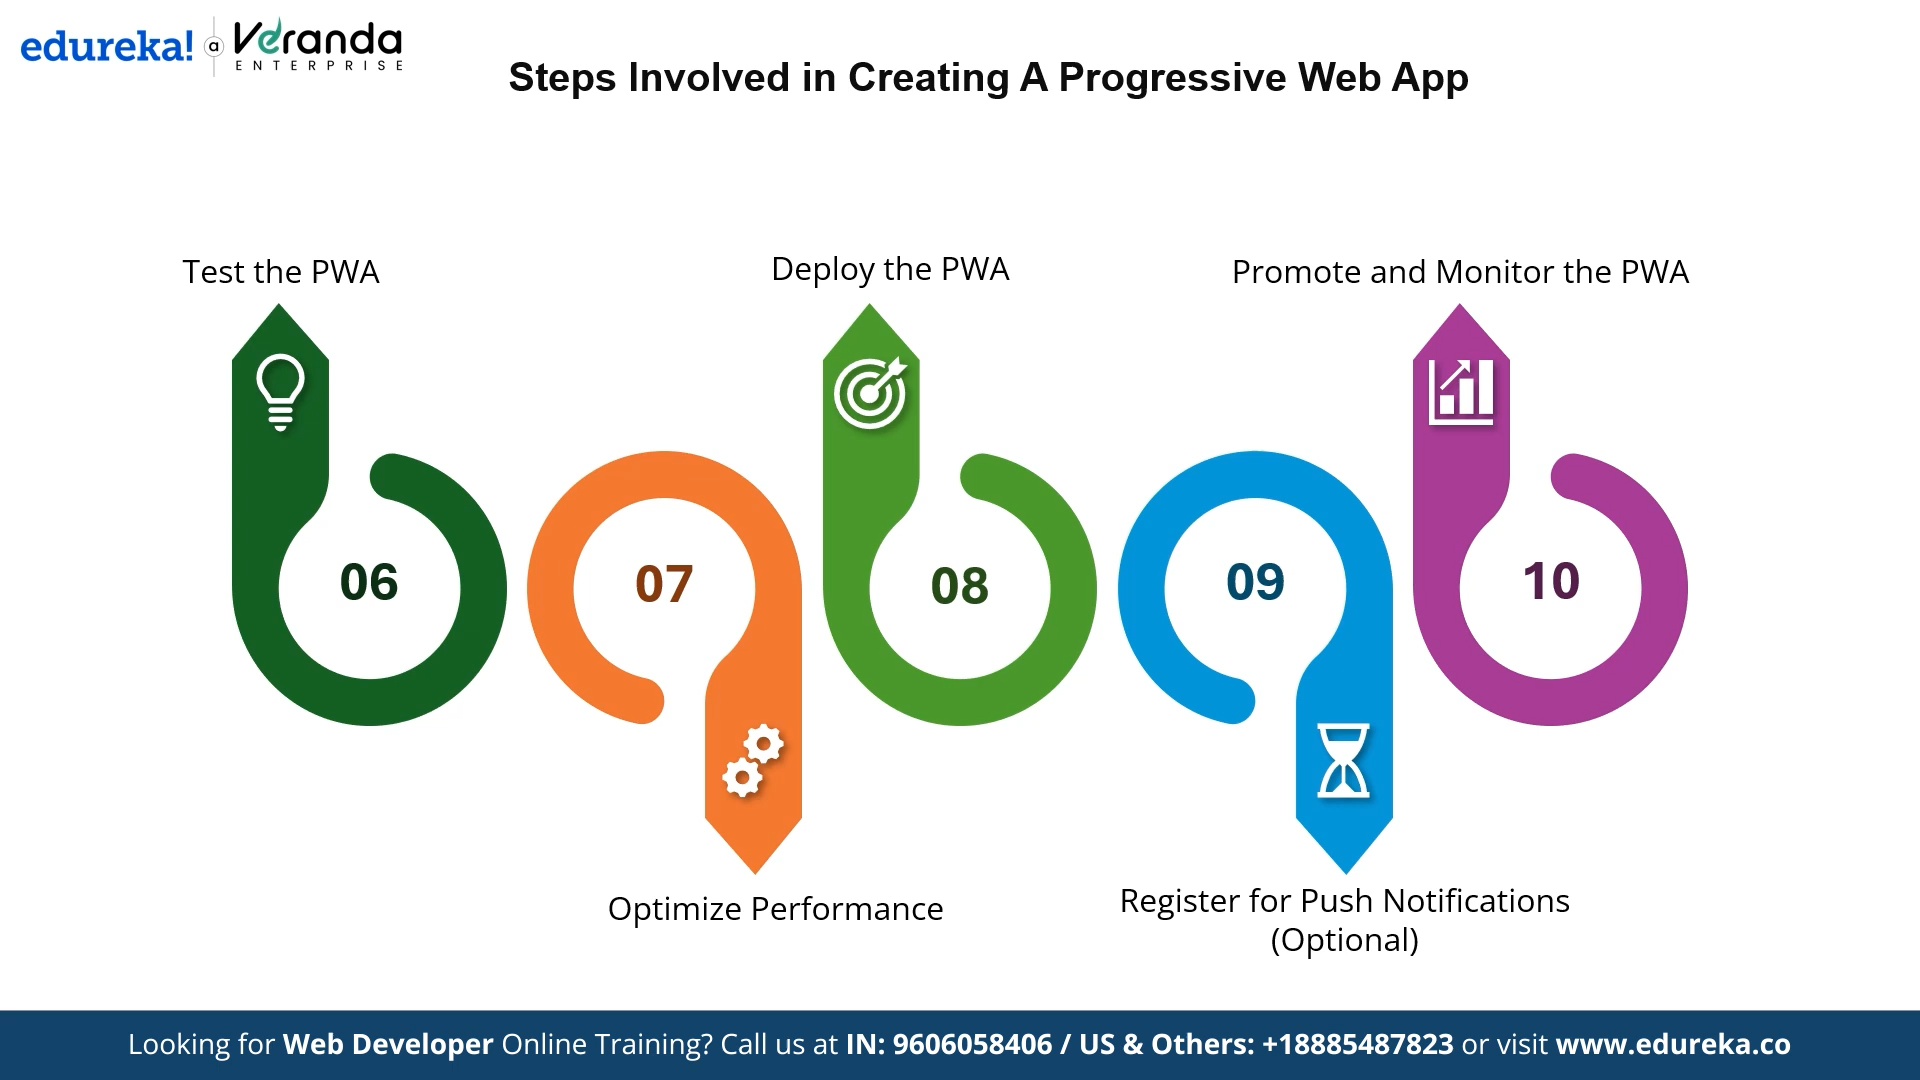 edureka! a Veranda
ENTERPRISE
Steps Involved in Creating A Progressive Web App
Test the PWA
Deploy the PWA
Promote and Monitor the PWA
06
07
08
09
10
Optimize Performance
Register for Push Notifications
(Optional)
Looking for Web Developer Online Training? Call us at IN: 9606058406 / US & Others: +18885487823 or visit www.edureka.co